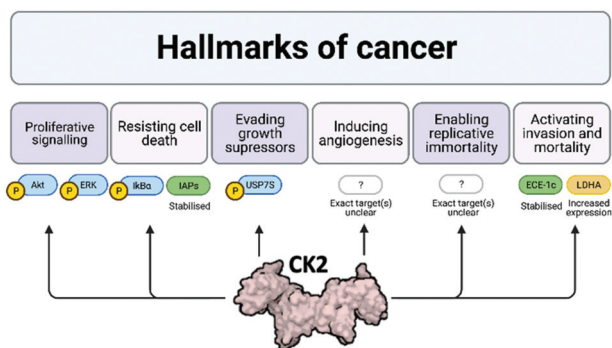 Hallmarks of cancer
Proliferative
signalling
Resisting cell
death
Evading
growth
supressors
Inducing
angiogenesis
Enabling
replicative
immortality
Activating
invasion and
mortality
P Akt
P ERK
P IkBα
IAPs
Stabilised
P USP7S
?
Exact target(s)
unclear
?
Exact target(s)
unclear
ECE-1c
Stabilised
LDHA
Increased
expression
CK2